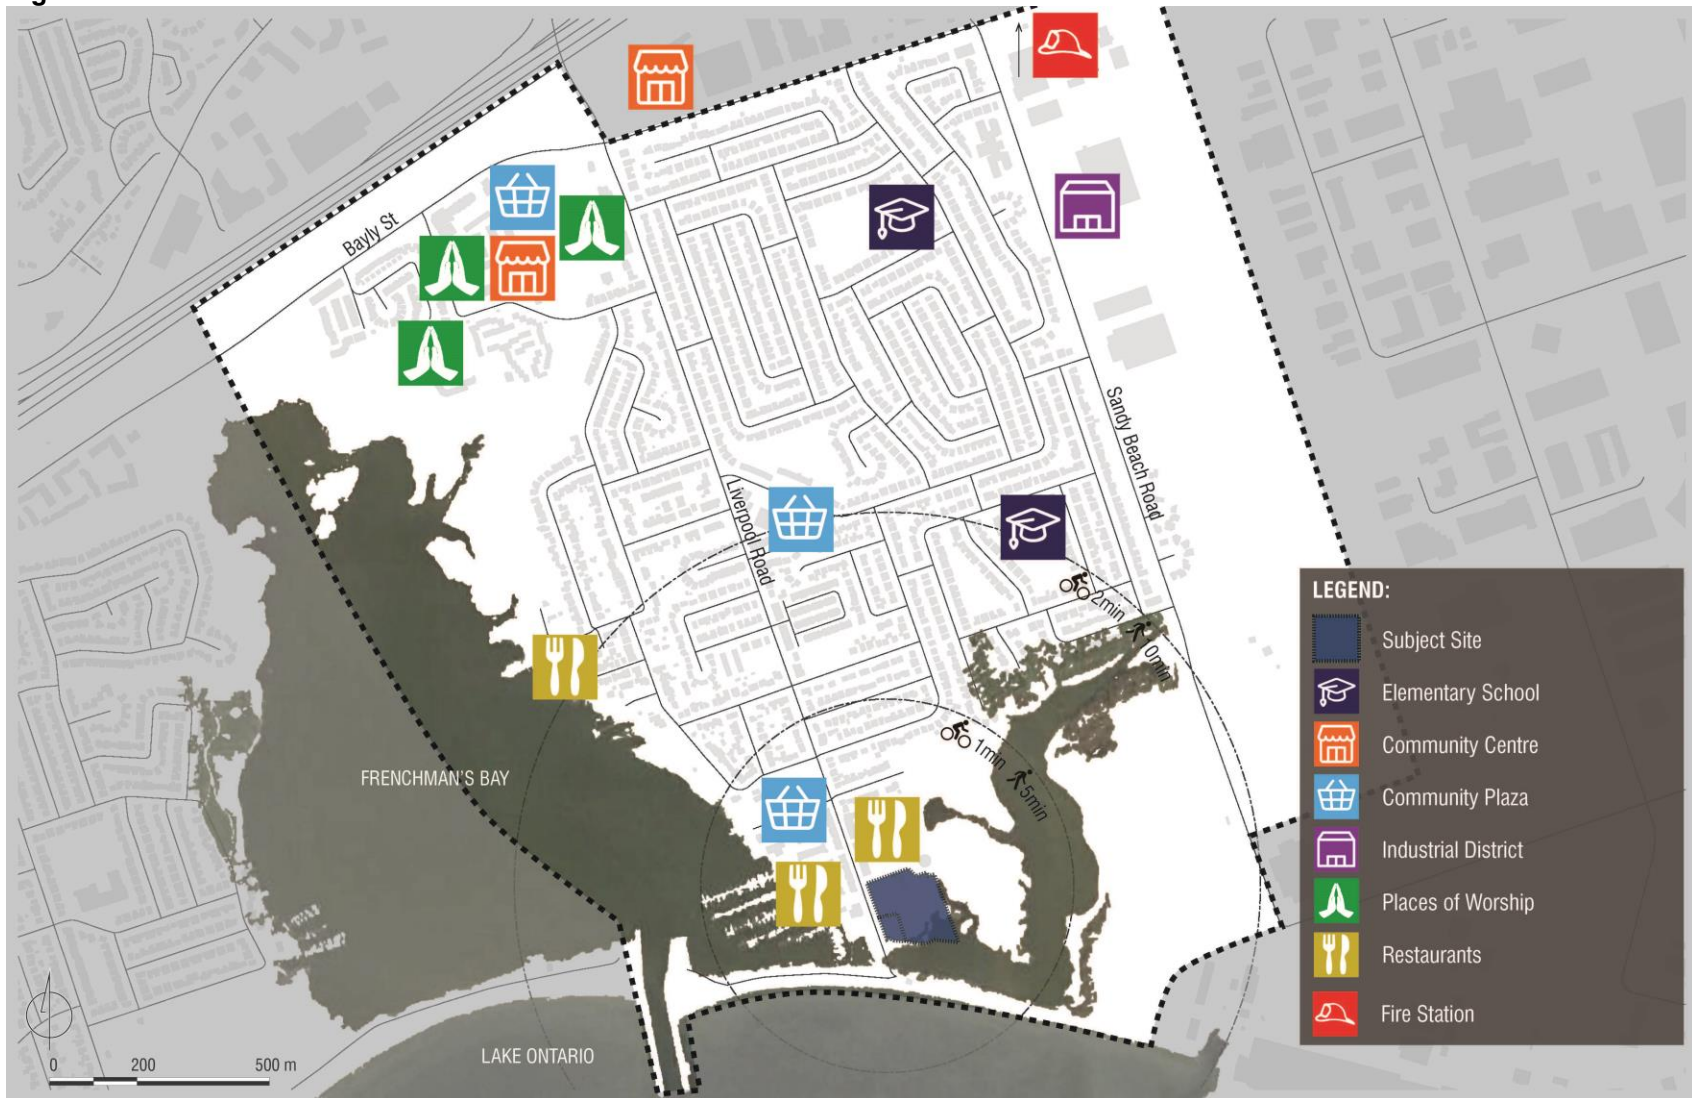 Bayly St
Sandy Beach Road
Liverpool Road
2min
10min
1min
5min
FRENCHMAN'S BAY
LAKE ONTARIO
0 200 500 m
LEGEND:
Subject Site
Elementary School
Community Centre
Community Plaza
Industrial District
Places of Worship
Restaurants
Fire Station